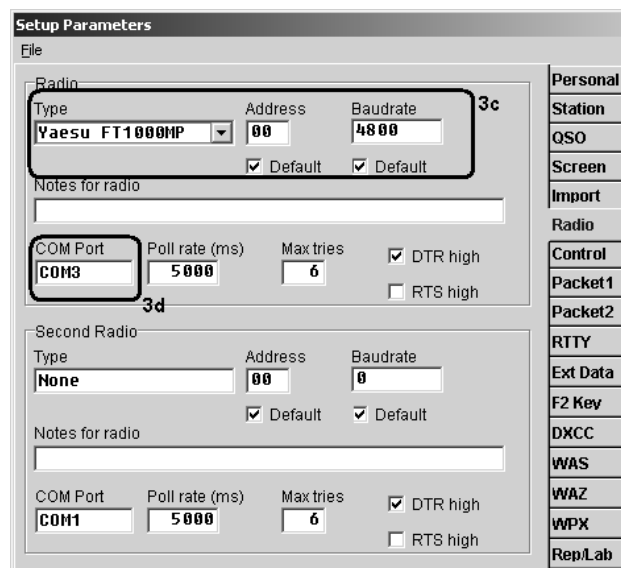 Setup Parameters
File
Radio
3c
Type Address Baudrate
Yaesu FT1000MP 00 4800
Default Default
Notes for radio
COM Port Poll rate (ms) Max tries
COM3 5000 6
DTR high
RTS high
3d
Second Radio
Type Address Baudrate
None 00 0
Default Default
Notes for radio
COM Port Poll rate (ms) Max tries
COM1 5000 6
DTR high
RTS high
Personal
Station
QSO
Screen
Import
Radio
Control
Packet1
Packet2
RTTY
Ext Data
F2 Key
DXCC
WAS
WAZ
WPX
Rep/Lab